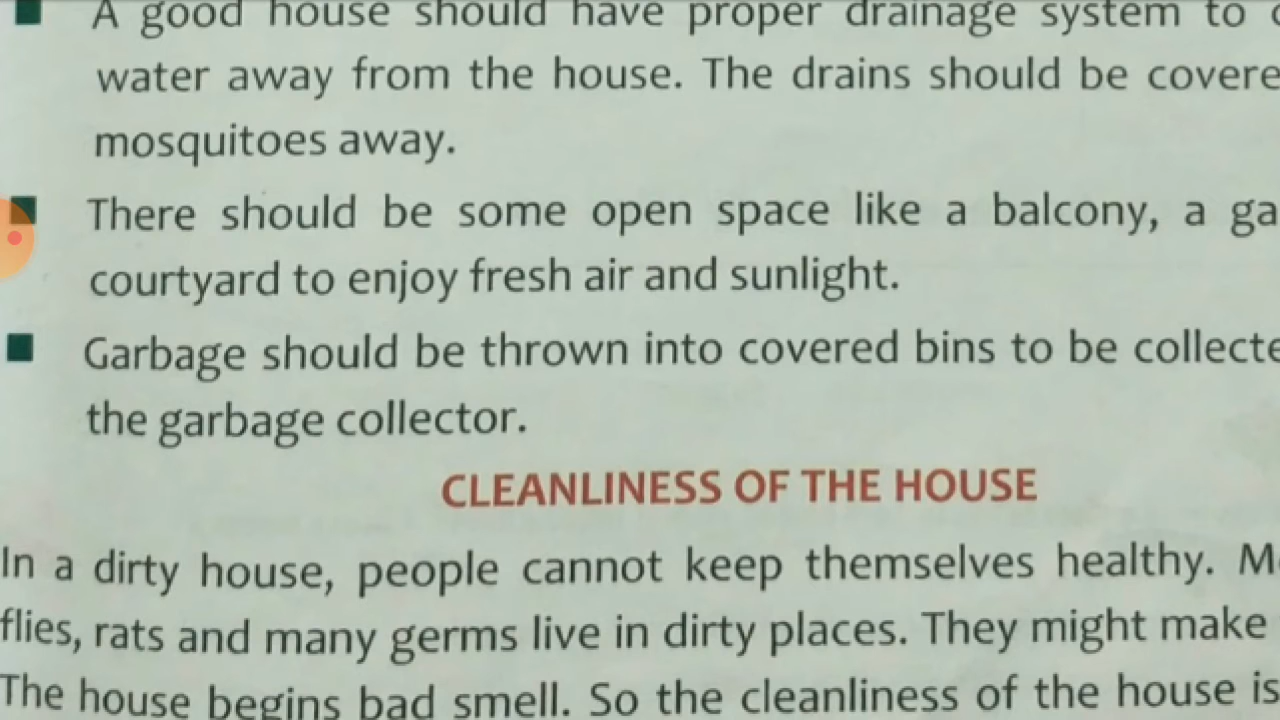 A good house should have proper drainage system to
water away from the house. The drains should be covere
mosquitoes away.
There should be some open space like a balcony, a ga
courtyard to enjoy fresh air and sunlight.
Garbage should be thrown into covered bins to be collecte
the garbage collector.
CLEANLINESS OF THE HOUSE
In a dirty house, people cannot keep themselves healthy. M
flies, rats and many germs live in dirty places. They might make
The house begins bad smell. So the cleanliness of the house is